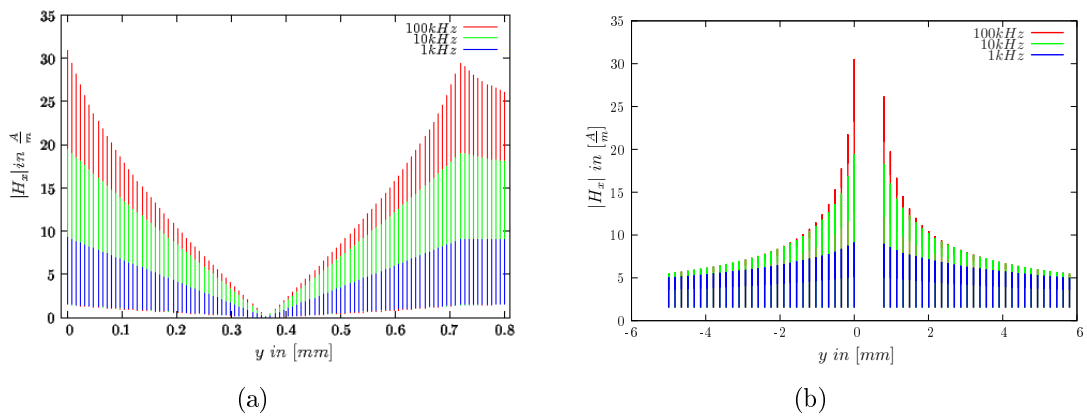 35
30
25
20
15
10
5
0
|H_x| in A/m
100kHz
10kHz
1kHz
0 0.1 0.2 0.3 0.4 0.5 0.6 0.7 0.8
y in [mm]
(a)
35
30
25
20
15
10
5
0
|H_x| in [A/m]
100kHz
10kHz
1kHz
-6 -4 -2 0 2 4 6
y in [mm]
(b)